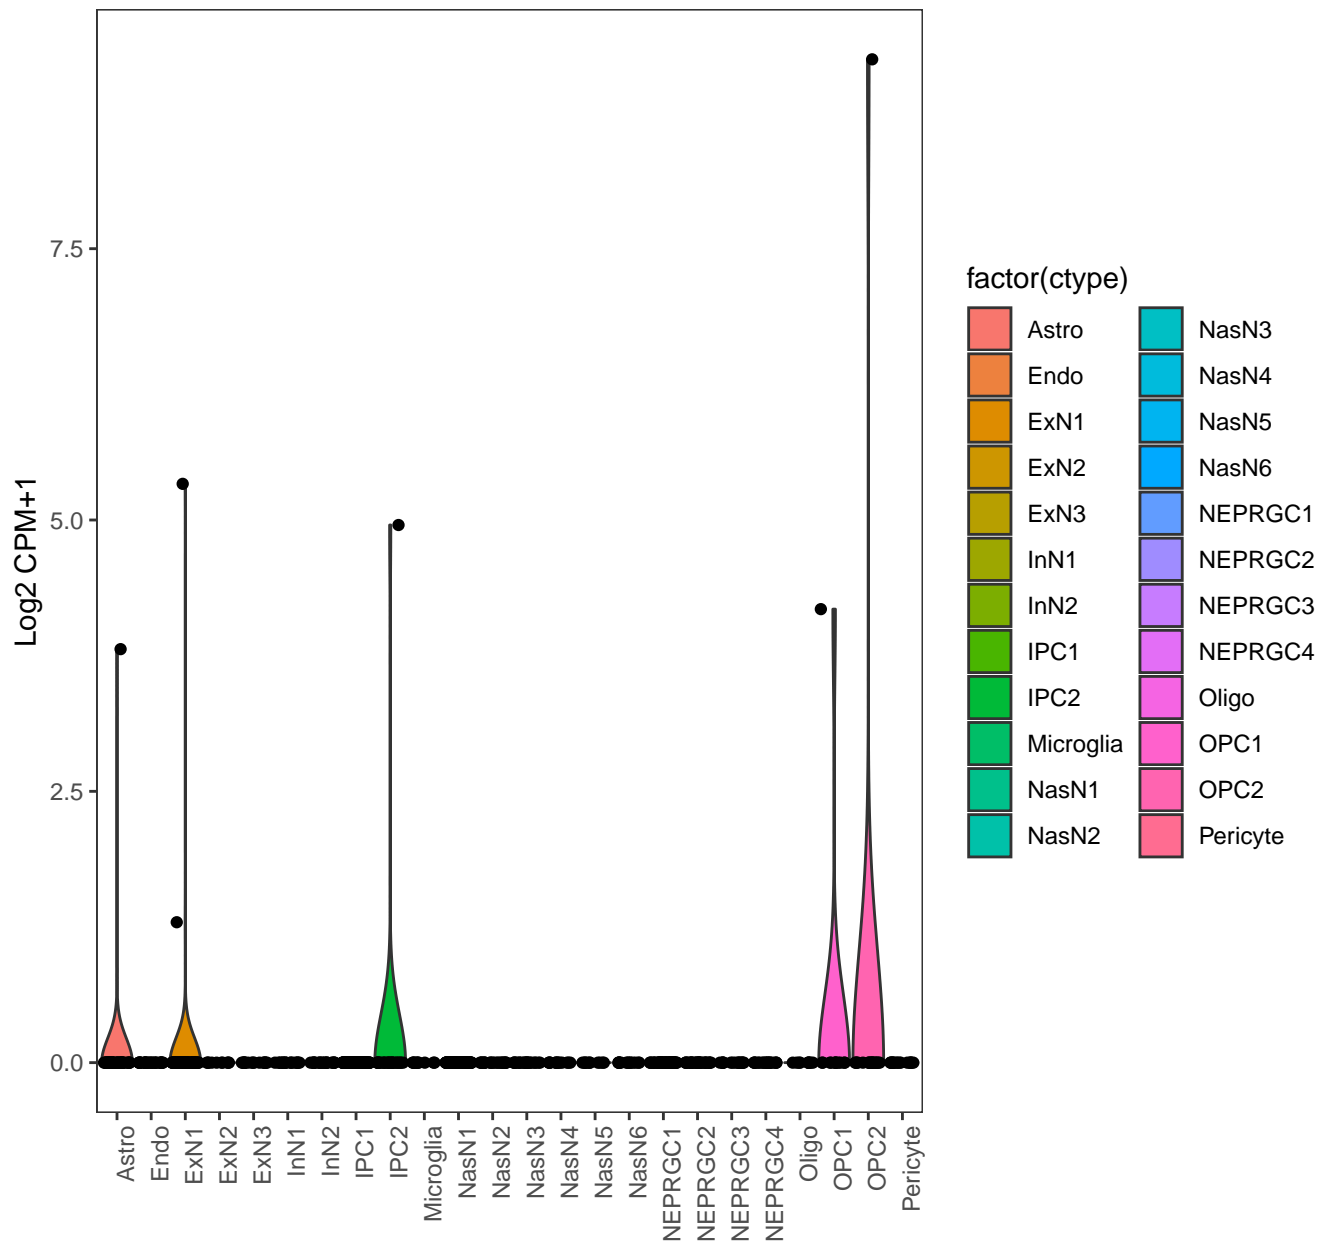 7.5
5.0
2.5
0.0
Log2 CPM+1
Astro
Endo
ExN1
ExN2
ExN3
InN1
InN2
IPC1
IPC2
Microglia
NasN1
NasN2
NasN3
NasN4
NasN5
NasN6
NEPRGC1
NEPRGC2
NEPRGC3
NEPRGC4
Oligo
OPC1
OPC2
Pericyte
factor(ctype)
Astro
Endo
ExN1
ExN2
ExN3
InN1
InN2
IPC1
IPC2
Microglia
NasN1
NasN2
NasN3
NasN4
NasN5
NasN6
NEPRGC1
NEPRGC2
NEPRGC3
NEPRGC4
Oligo
OPC1
OPC2
Pericyte